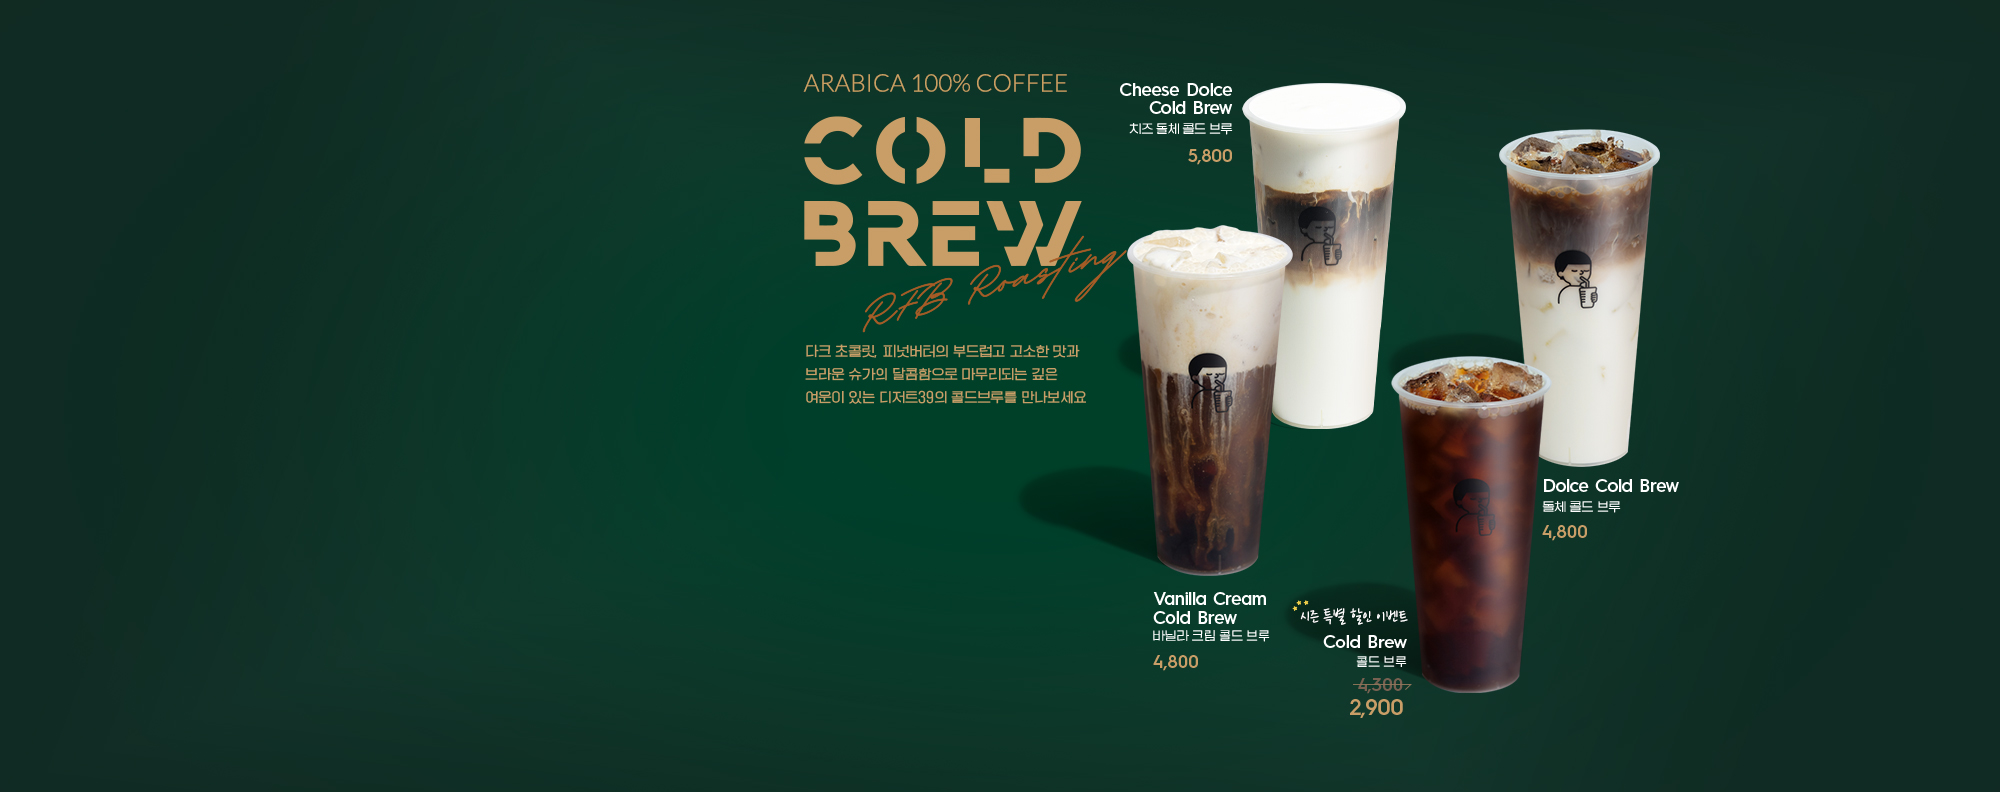 ARABICA 100% COFFEE
COLD
BREW
RFB Roasting
다크 초콜릿, 피넛버터의 부드럽고 고소한 맛과
브라운 슈가의 달콤함으로 마무리되는 깊은
여운이 있는 디저트39의 콜드브루를 만나보세요
Cheese Dolce
Cold Brew
치즈 돌체 콜드 브루
5,800
Dolce Cold Brew
돌체 콜드 브루
4,800
Vanilla Cream
Cold Brew
바닐라 크림 콜드 브루
4,800
시즌 특별 할인 이벤트
Cold Brew
콜드 브루
4,300
2,900